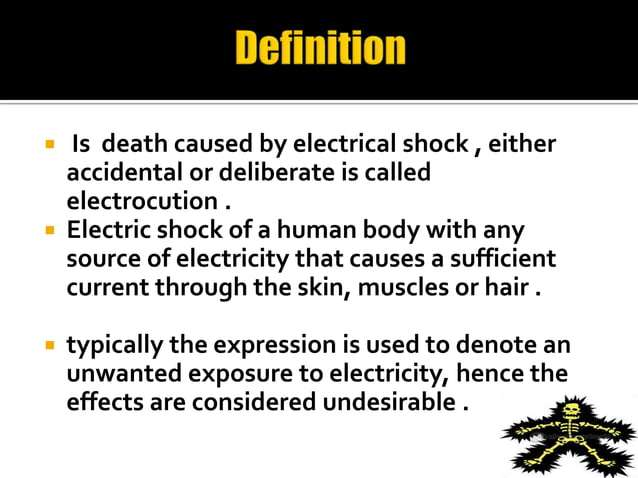 Definition
Is death caused by electrical shock , either
accidental or deliberate is called
electrocution .
Electric shock of a human body with any
source of electricity that causes a sufficient
current through the skin, muscles or hair .
typically the expression is used to denote an
unwanted exposure to electricity, hence the
effects are considered undesirable .